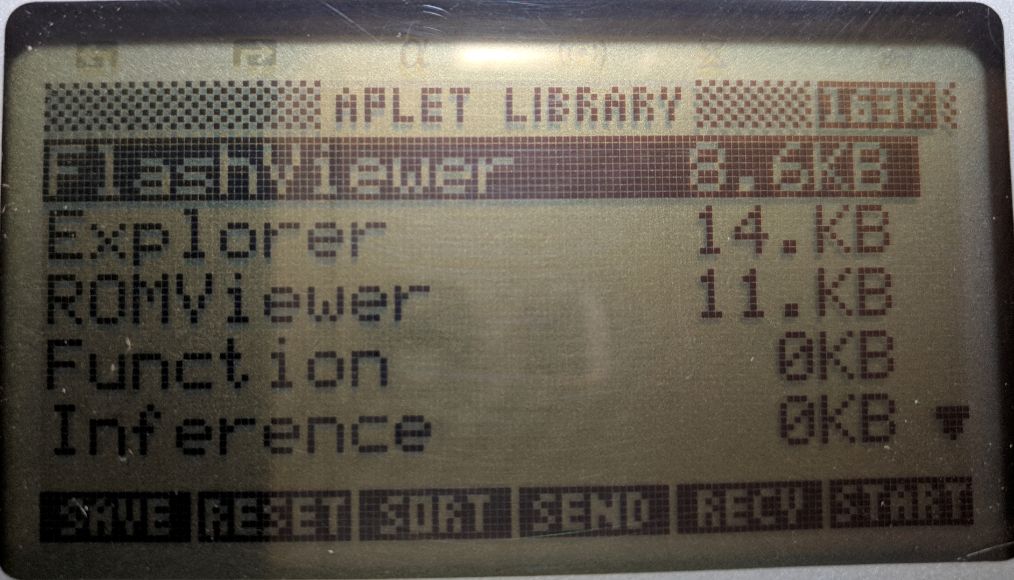 APLET LIBRARY 163K
FlashViewer 8.6KB
Explorer 14.KB
ROMViewer 11.KB
Function 0KB
Inference 0KB
SAVE RESET SORT SEND RECV START